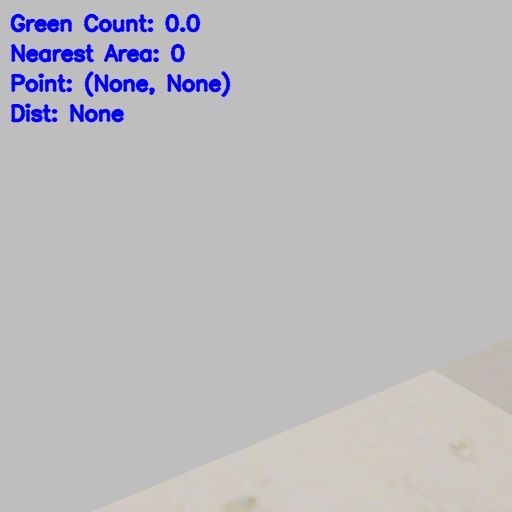 Green Count: 0.0
Nearest Area: 0
Point: (None, None)
Dist: None